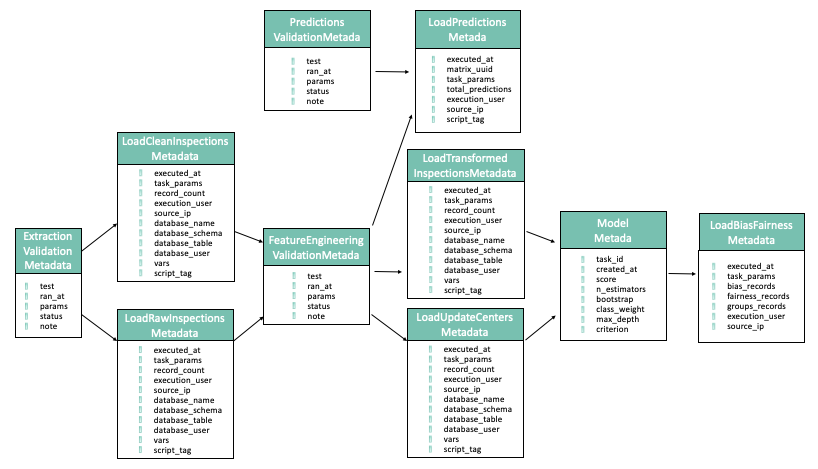 Predictions
ValidationMetada
test
ran_at
params
status
note
LoadPredictions
Metada
executed_at
matrix_uuid
task_params
total_predictions
execution_user
source_ip
script_tag
LoadCleanInspections
Metadata
executed_at
task_params
record_count
execution_user
source_ip
database_name
database_schema
database_table
database_user
vars
script_tag
LoadTransformed
InspectionsMetadata
executed_at
task_params
record_count
execution_user
source_ip
database_name
database_schema
database_table
database_user
vars
script_tag
Extraction
Validation
Metadata
test
ran_at
params
status
note
FeatureEngineering
ValidationMetada
test
ran_at
params
status
note
Model
Metada
task_id
created_at
score
n_estimators
bootstrap
class_weight
max_depth
criterion
LoadBiasFairness
Metadata
executed_at
task_params
bias_records
fairness_records
groups_records
execution_user
source_ip
LoadRawInspections
Metadata
executed_at
task_params
record_count
execution_user
source_ip
database_name
database_schema
database_table
database_user
vars
script_tag
LoadUpdateCenters
Metadata
executed_at
task_params
record_count
execution_user
source_ip
database_name
database_schema
database_table
database_user
vars
script_tag